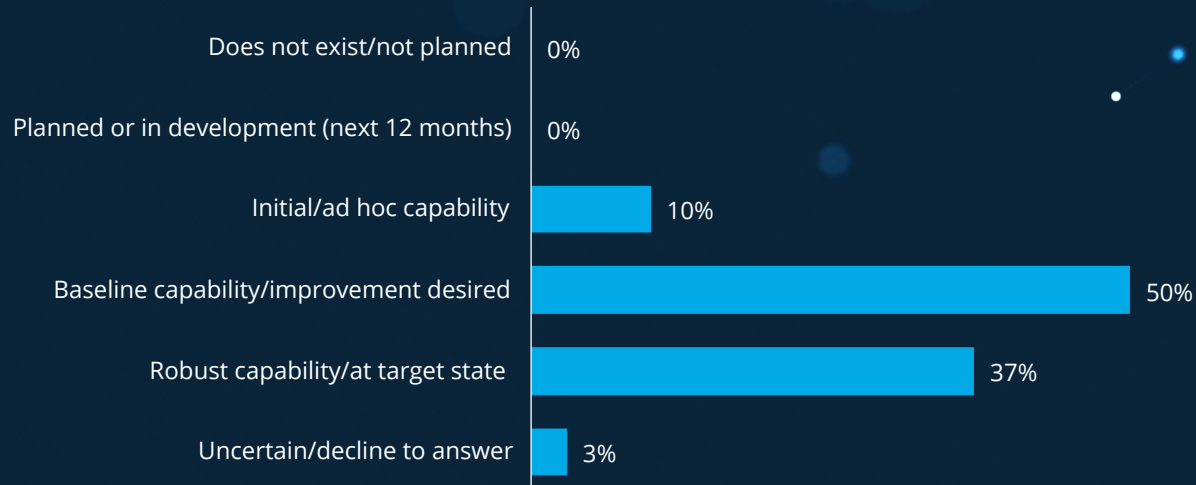 Does not exist/not planned 0%
Planned or in development (next 12 months) 0%
Initial/ad hoc capability 10%
Baseline capability/improvement desired 50%
Robust capability/at target state 37%
Uncertain/decline to answer 3%